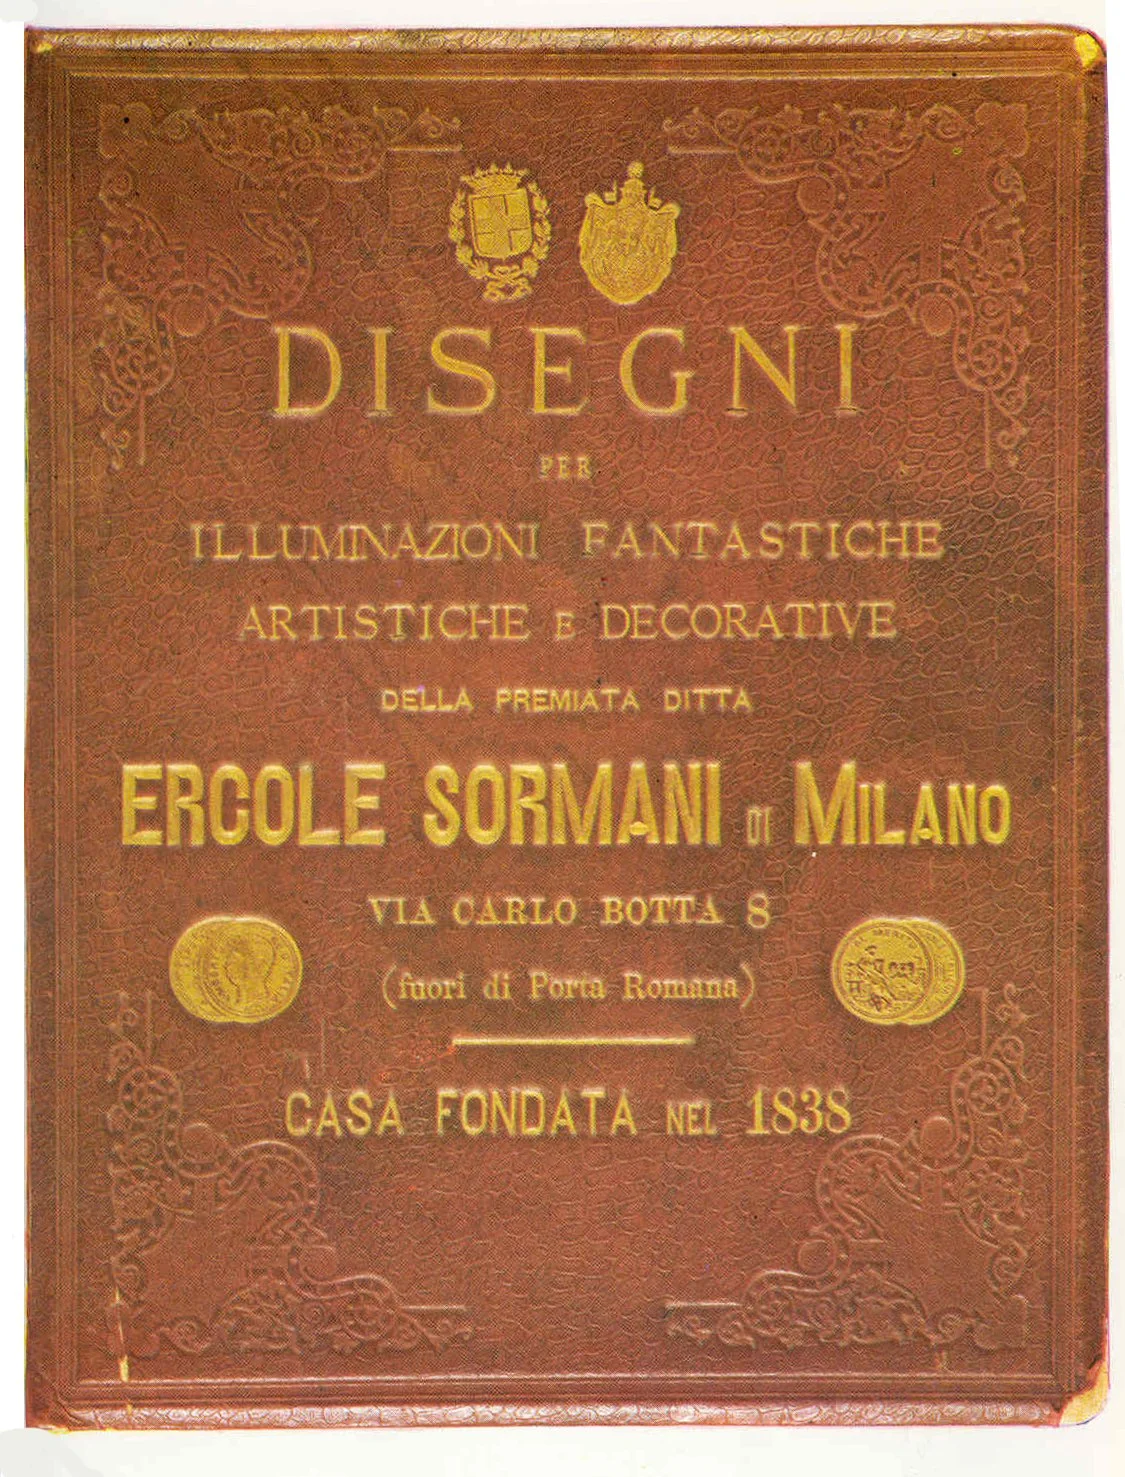 DISEGNI
PER
ILLUMINAZIONI FANTASTICHE
ARTISTICHE E DECORATIVE
DELLA PREMIATA DITTA
ERCOLE SORMANI DI MILANO
VIA CARLO BOTTA 8
(fuori di Porta Romana)
CASA FONDATA NEL 1838